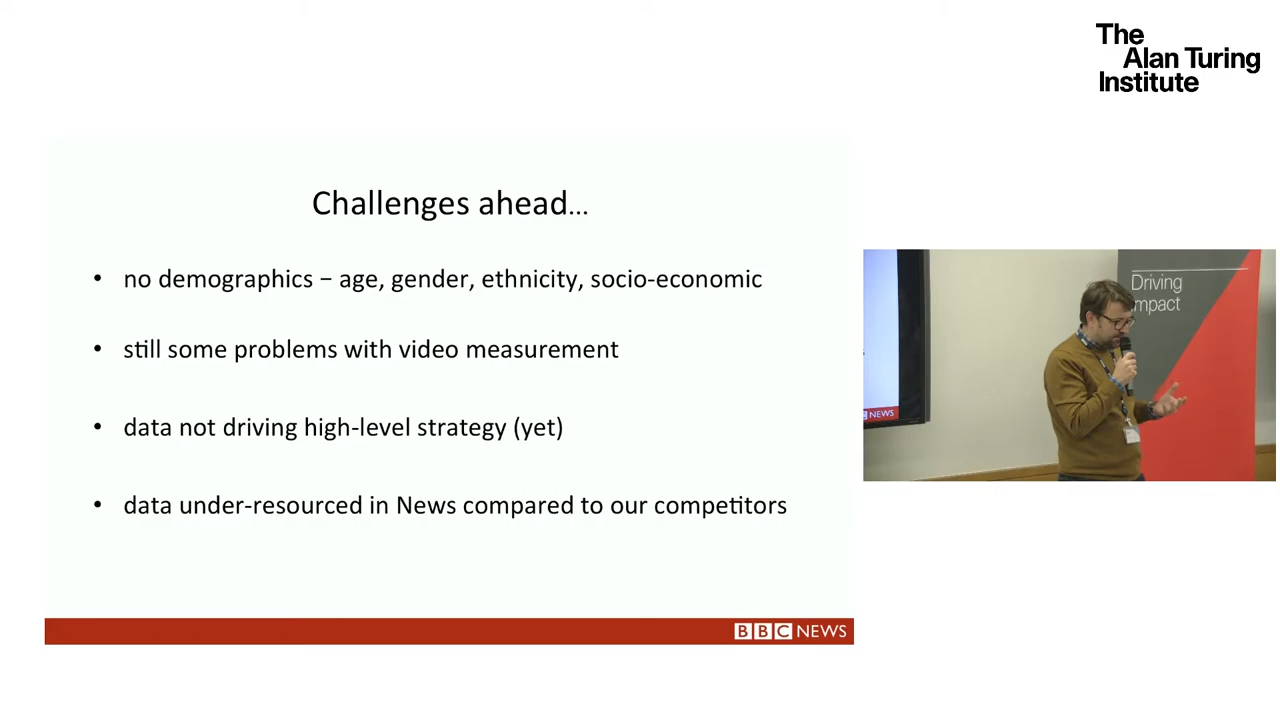 The
Alan Turing
Institute
Challenges ahead...
• no demographics – age, gender, ethnicity, socio-economic
• still some problems with video measurement
• data not driving high-level strategy (yet)
• data under-resourced in News compared to our competitors
BBC NEWS
Driving
Impact
NEWS